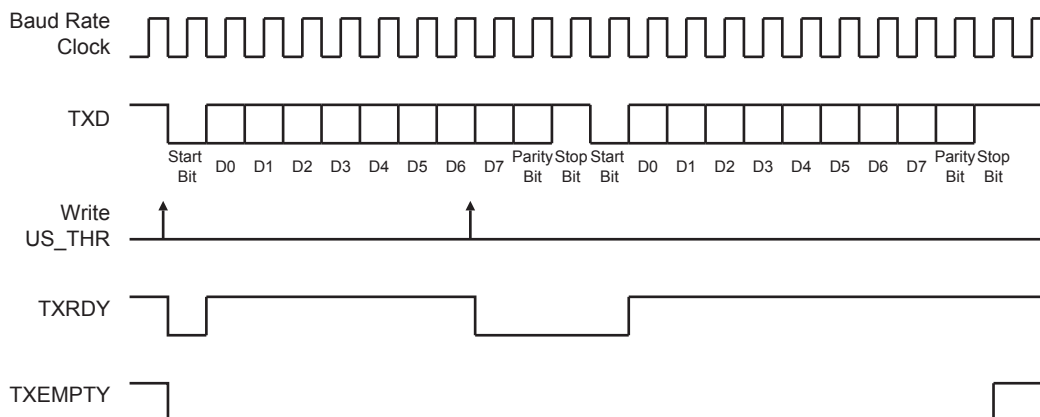 Baud Rate
Clock
TXD
Start
Bit
D0
D1
D2
D3
D4
D5
D6
D7
Parity
Bit
Stop
Bit
Start
Bit
D0
D1
D2
D3
D4
D5
D6
D7
Parity
Bit
Stop
Bit
Write
US_THR
TXRDY
TXEMPTY